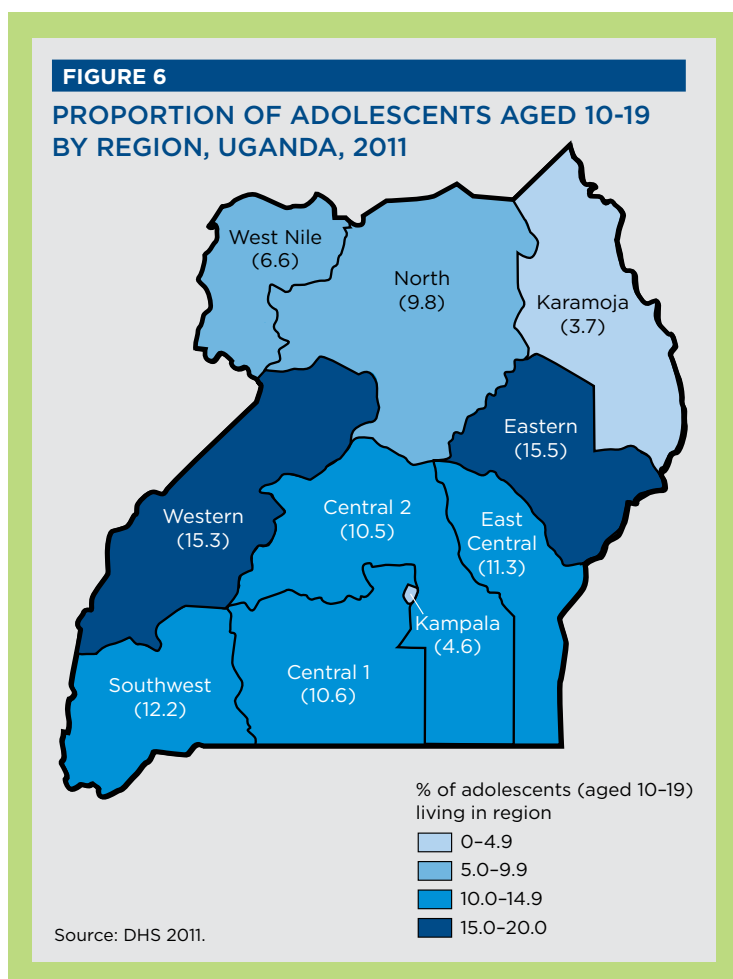 FIGURE 6
PROPORTION OF ADOLESCENTS AGED 10-19
BY REGION, UGANDA, 2011
West Nile
(6.6)
North
(9.8)
Karamoja
(3.7)
Eastern
(15.5)
Western
(15.3)
Central 2
(10.5)
East
Central
(11.3)
Kampala
(4.6)
Southwest
(12.2)
Central 1
(10.6)
% of adolescents (aged 10–19)
living in region
0–4.9
5.0–9.9
10.0–14.9
15.0–20.0
Source: DHS 2011.